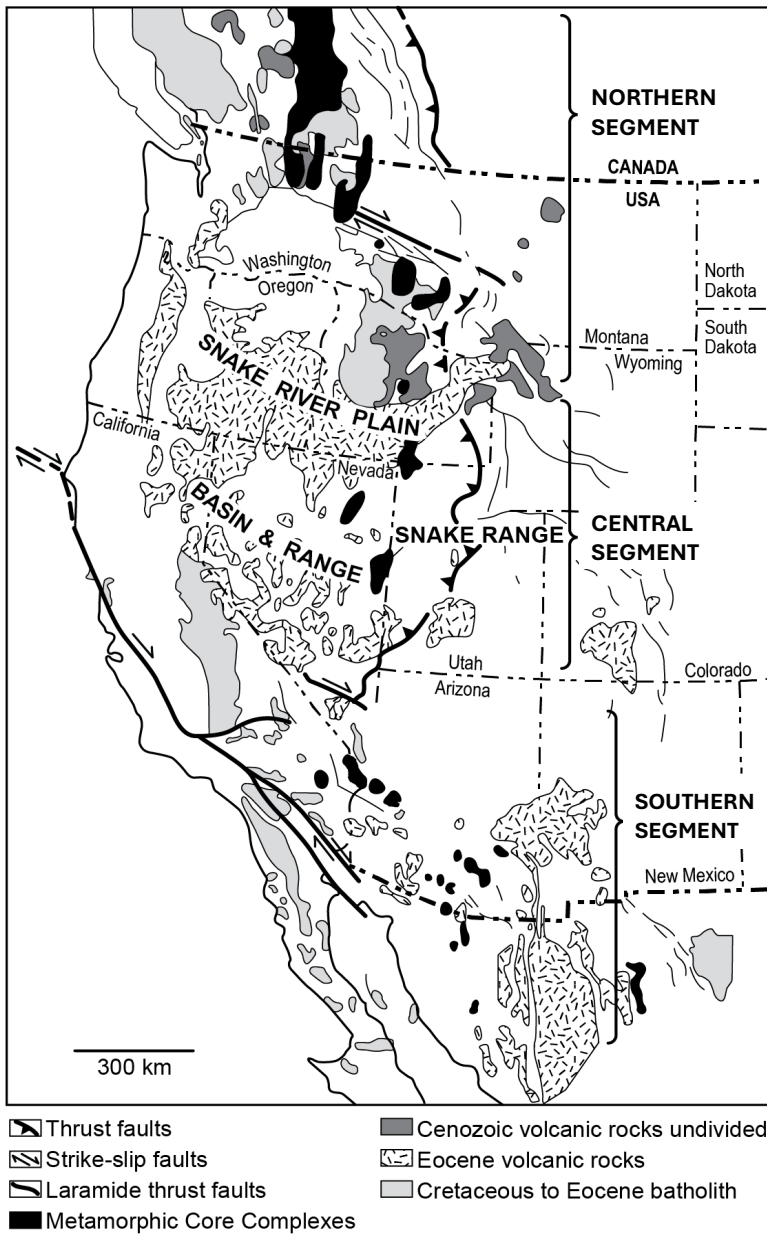 NORTHERN
SEGMENT
CANADA
USA
Washington
Oregon
North
Dakota
South
Dakota
Montana
Wyoming
SNAKE RIVER PLAIN
California
Nevada
BASIN & RANGE
SNAKE RANGE
CENTRAL
SEGMENT
Utah
Arizona
Colorado
SOUTHERN
SEGMENT
New Mexico
300 km
Thrust faults
Strike-slip faults
Laramide thrust faults
Metamorphic Core Complexes
Cenozoic volcanic rocks undivided
Eocene volcanic rocks
Cretaceous to Eocene batholith